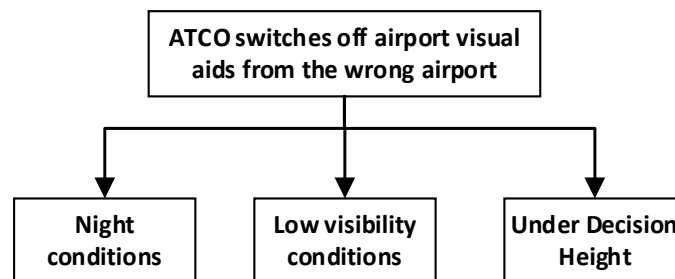 ATCO switches off airport visual
aids from the wrong airport
Night
conditions
Low visibility
conditions
Under Decision
Height